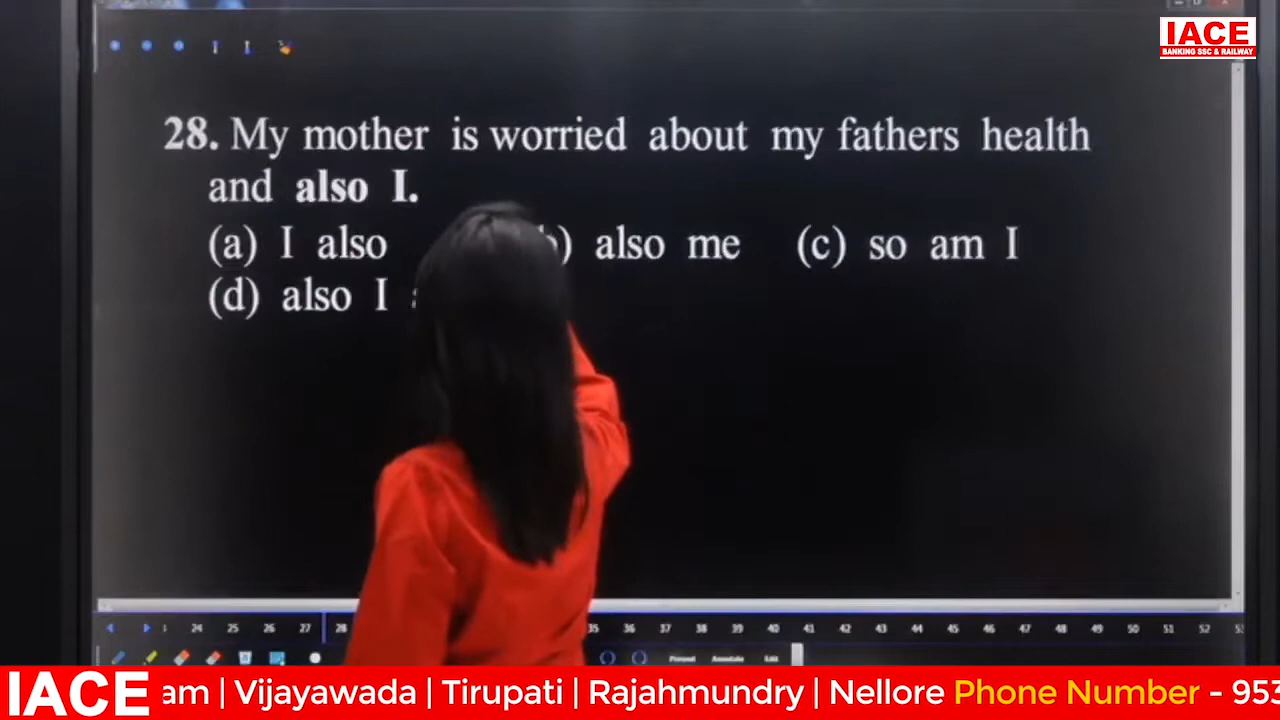 IACE
BANKING SSC & RAILWAY
28. My mother is worried about my fathers health
and also I.
(a) I also b) also me (c) so am I
(d) also I
24 25 26 27 28 35 36 37 38 39 40 41 42 43 44 45 46 47 48 49 50 51 52
IACE am | Vijayawada | Tirupati | Rajahmundry | Nellore Phone Number - 953